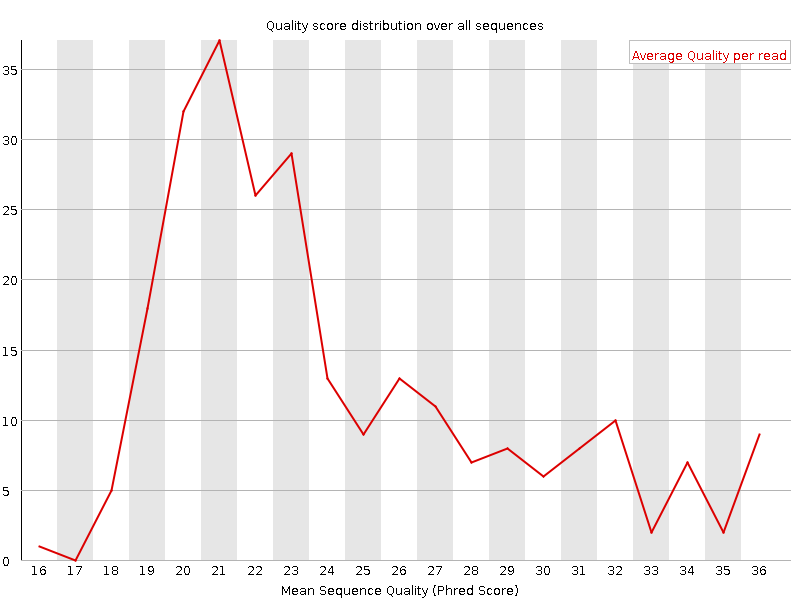 Quality score distribution over all sequences
Average Quality per read
35
30
25
20
15
10
5
0
16 17 18 19 20 21 22 23 24 25 26 27 28 29 30 31 32 33 34 35 36
Mean Sequence Quality (Phred Score)